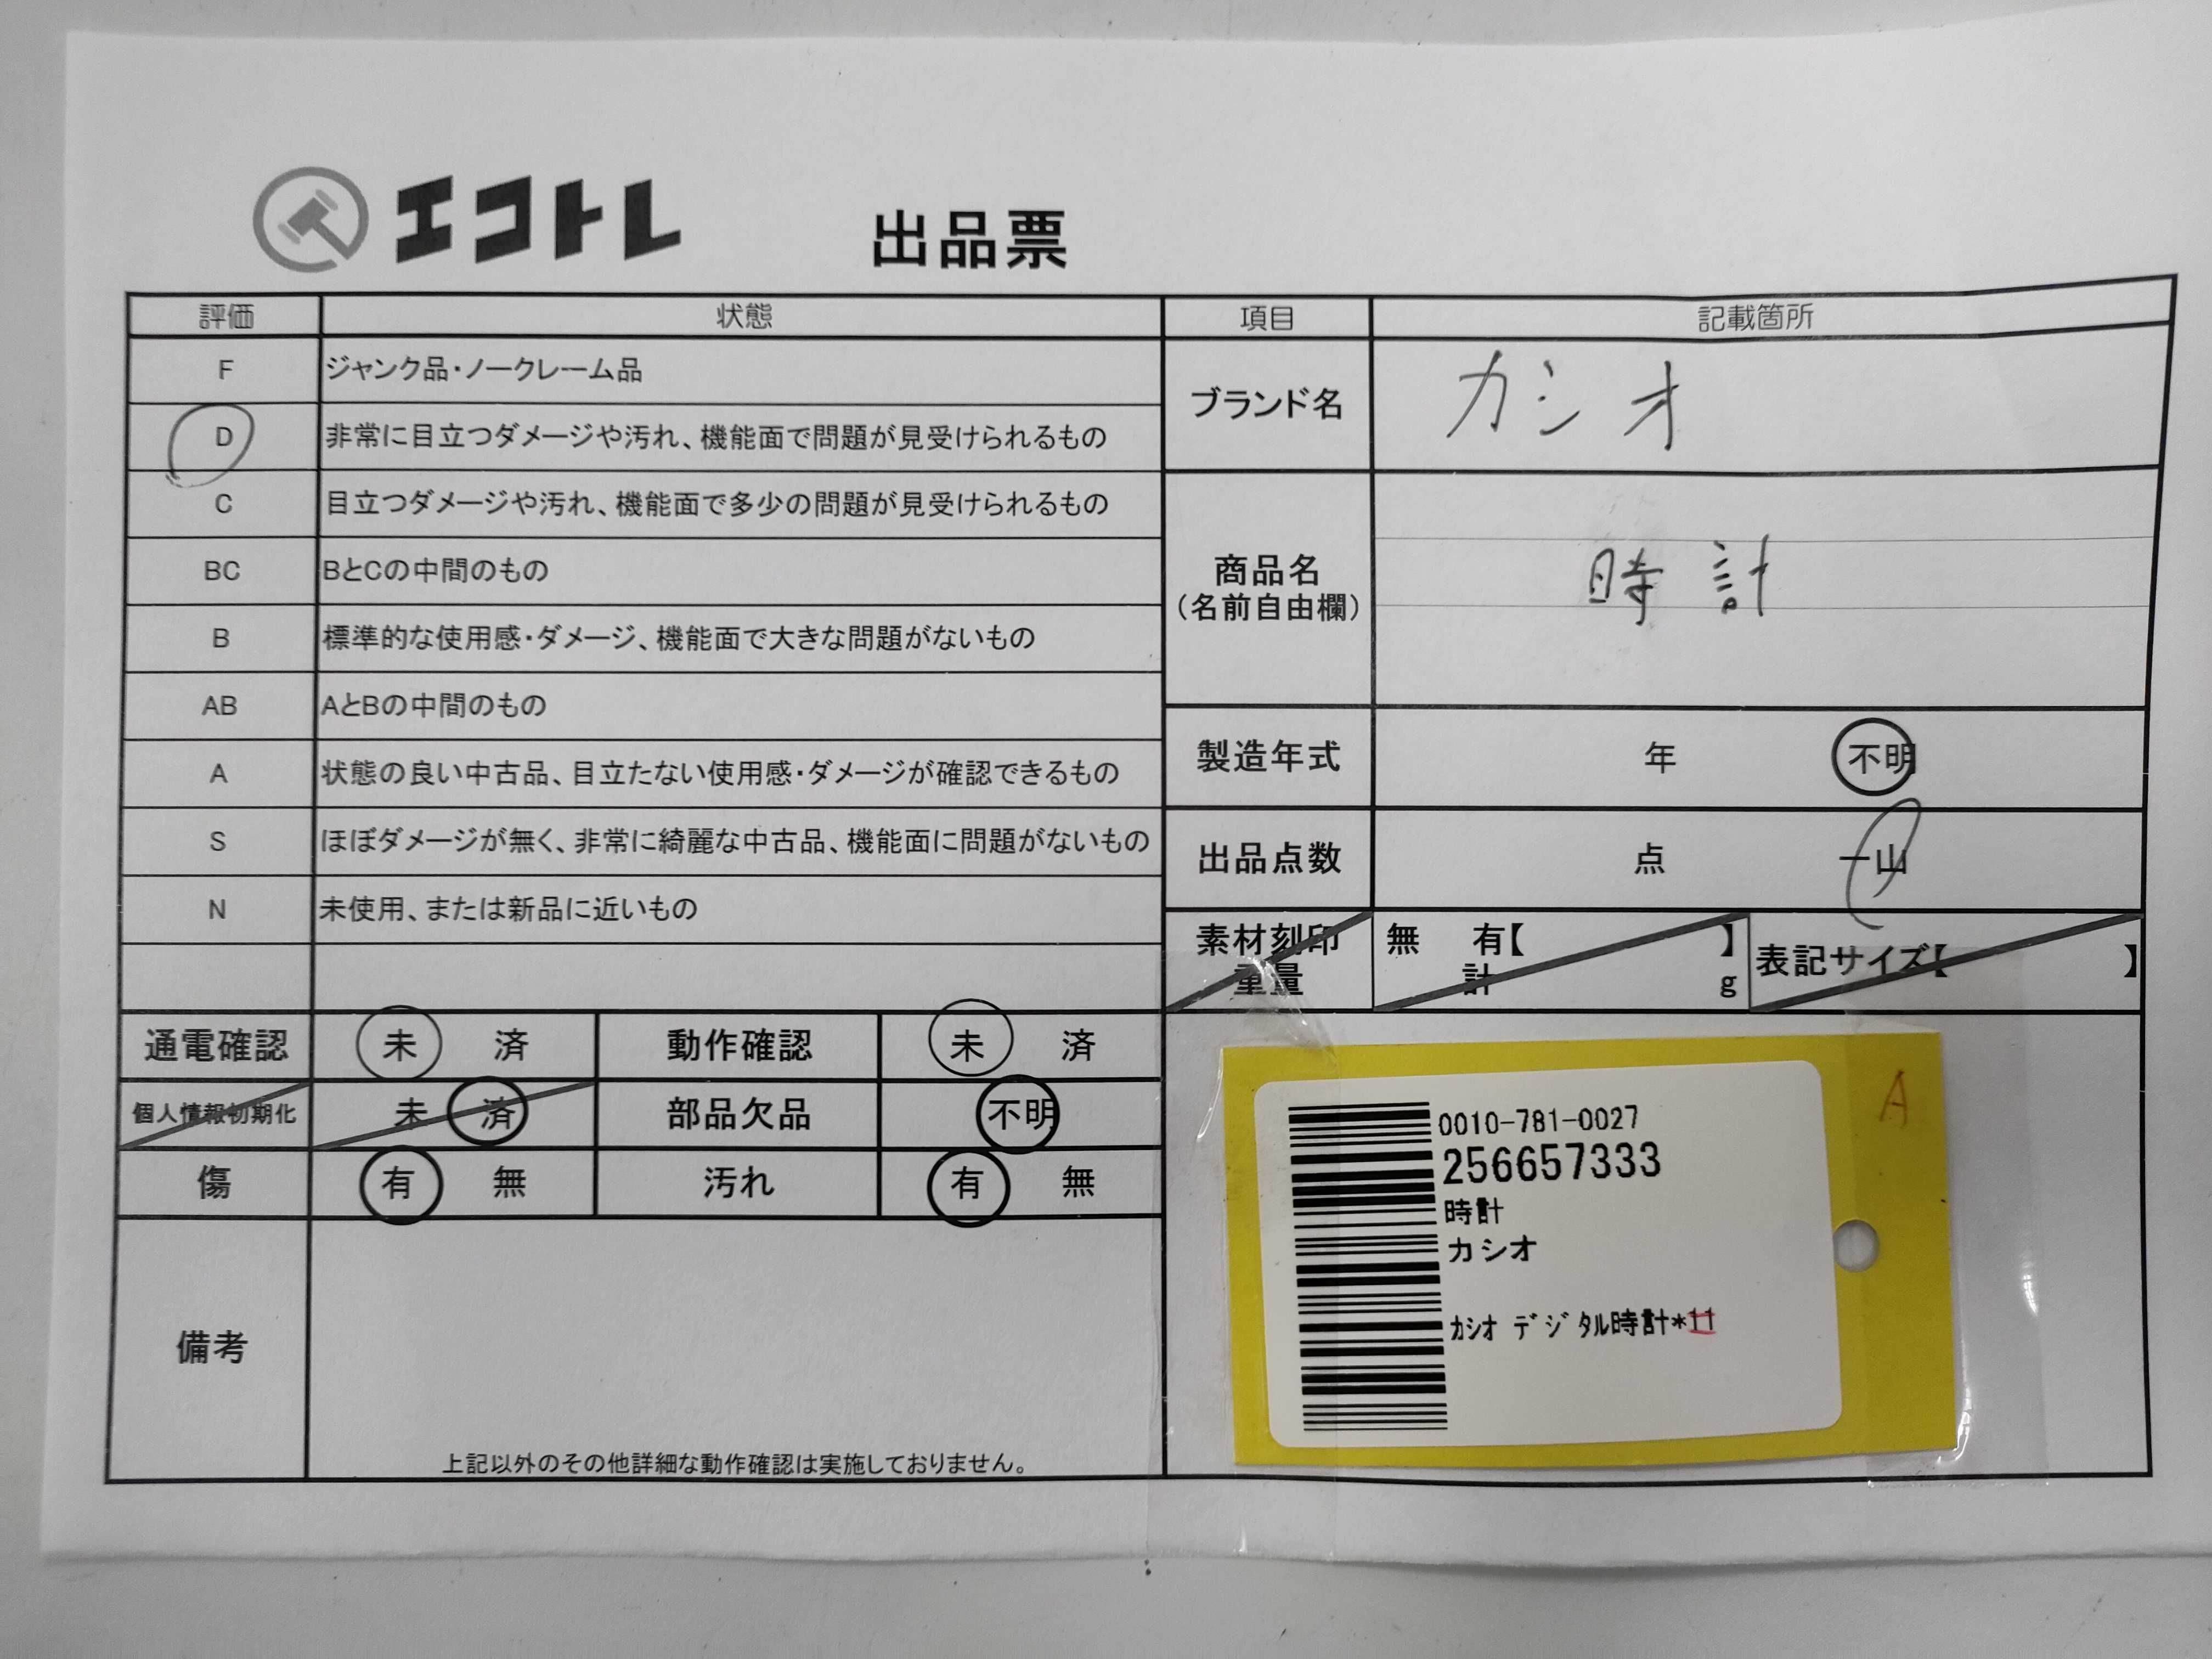 エコトレ 出品票
評価 状態 項目 記載箇所
F ジャンク品・ノークレーム品
D 非常に目立つダメージや汚れ、機能面で問題が見受けられるもの
C 目立つダメージや汚れ、機能面で多少の問題が見受けられるもの
BC BとCの中間のもの
B 標準的な使用感・ダメージ、機能面で大きな問題がないもの
AB AとBの中間のもの
A 状態の良い中古品、目立たない使用感・ダメージが確認できるもの
S ほぼダメージが無く、非常に綺麗な中古品、機能面に問題がないもの
N 未使用、または新品に近いもの
ブランド名 カシオ
商品名 時計
(名前自由欄)
製造年式 年 不明
出品点数 点 一山
素材刻印 無 有【 】 表記サイズ【 】
重量 計 g
通電確認 未 済 動作確認 未 済
個人情報初期化 未 済 部品欠品 不明
傷 有 無 汚れ 有 無
備考
上記以外のその他詳細な動作確認は実施しておりません。
A
0010-781-0027
256657333
時計
カシオ
カシオ デジタル時計*11